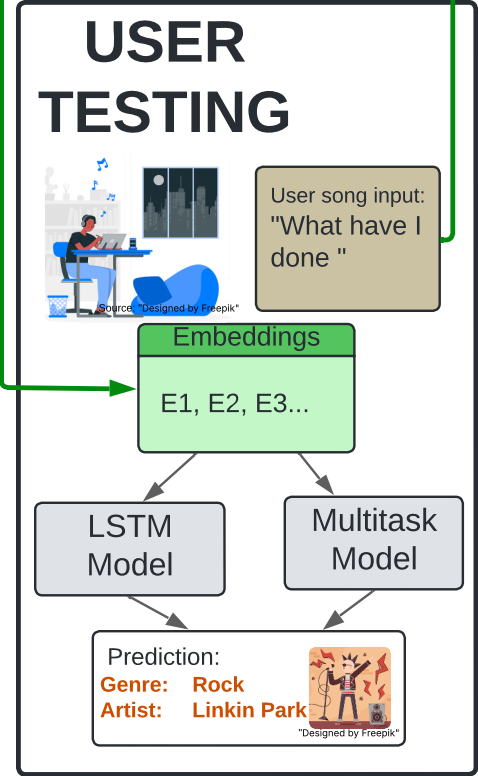 USER
TESTING
User song input:
"What have I
done "
Source: "Designed by Freepik"
Embeddings
E1, E2, E3...
LSTM
Model
Multitask
Model
Prediction:
Genre: Rock
Artist: Linkin Park
"Designed by Freepik"